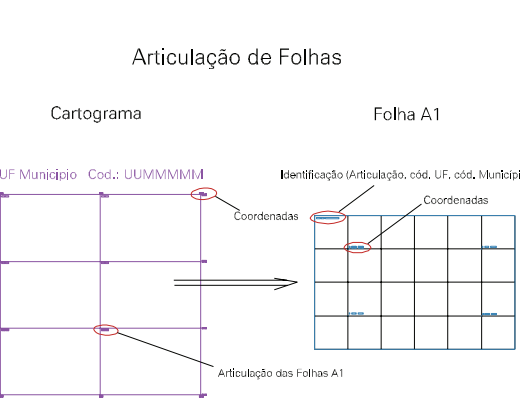 Articulação de Folhas
Cartograma
Folha A1
UF Município Cod.: UUMMMMM
Identificação (Articulação, cód. UF, cód. Municípi
Coordenadas
Coordenadas
Articulação das Folhas A1